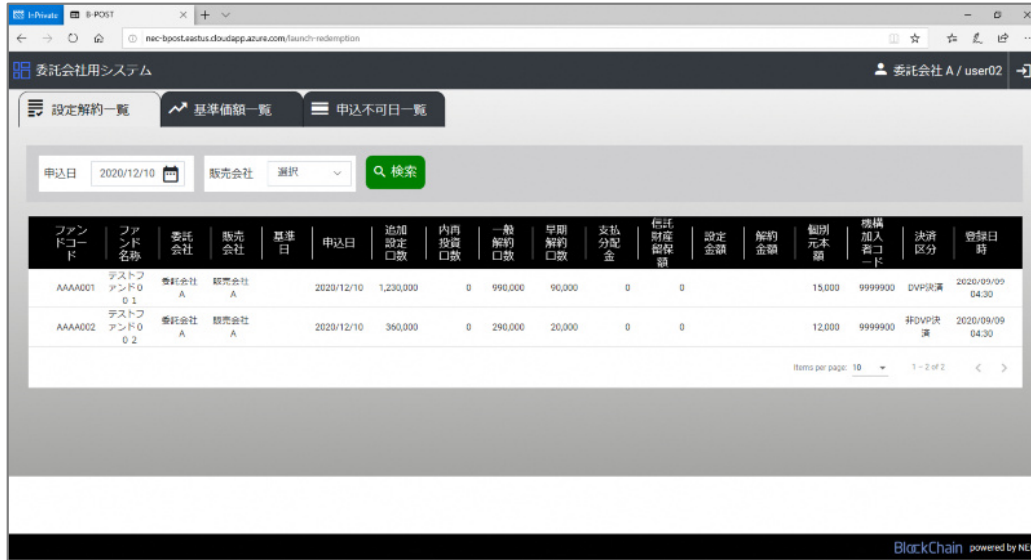 InPrivate B-POST
nec-bpost.eastus.cloudapp.azure.com/launch-redemption
委託会社用システム 委託会社 A / user02
設定解約一覧 基準価額一覧 申込不可日一覧
申込日 2020/12/10 販売会社 選択 検索
ファンドコード ファンド名称 委託会社 販売会社 基準日 申込日 追加設定口数 内再投資口数 一般解約口数 早期解約口数 支払分配金 信託財産留保額 設定金額 解約金額 個別元本額 機構加入者コード 決済区分 登録日時
AAAA001 テストファンド001 委託会社A 販売会社A 2020/12/10 1,230,000 0 990,000 90,000 0 0 15,000 9999900 DVP決済 2020/09/09 04:30
AAAA002 テストファンド002 委託会社A 販売会社A 2020/12/10 360,000 0 290,000 20,000 0 0 12,000 9999900 非DVP決済 2020/09/09 04:30
Items per page: 10 1 – 2 of 2
BlockChain powered by NE